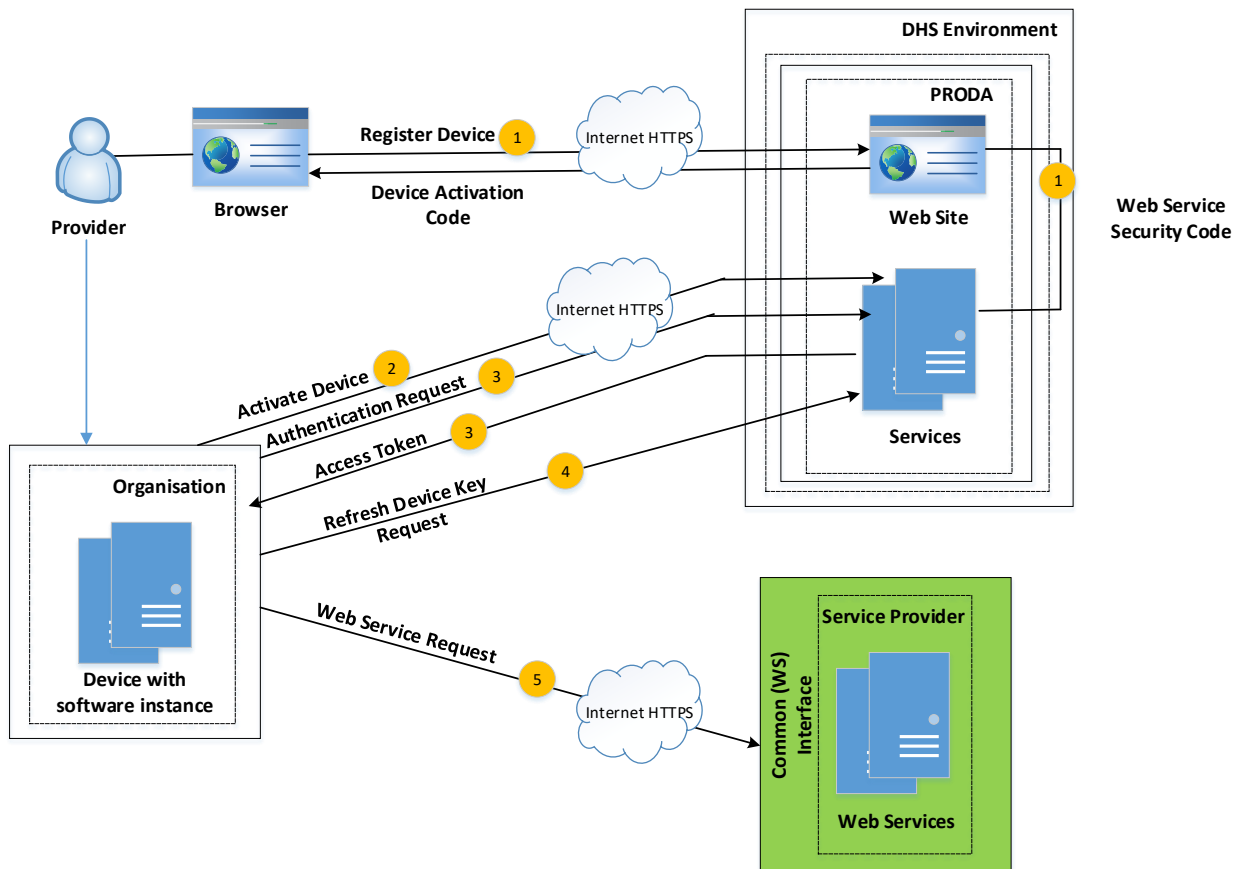 DHS Environment
PRODA
Register Device
1
Internet HTTPS
Device Activation
Code
Browser
Provider
Web Site
1
Web Service
Security Code
Internet HTTPS
Activate Device
2
Authentication Request
3
Access Token
3
Services
Refresh Device Key
Request
4
Organisation
Device with
software instance
Web Service Request
5
Internet HTTPS
Common (WS)
Interface
Service Provider
Web Services